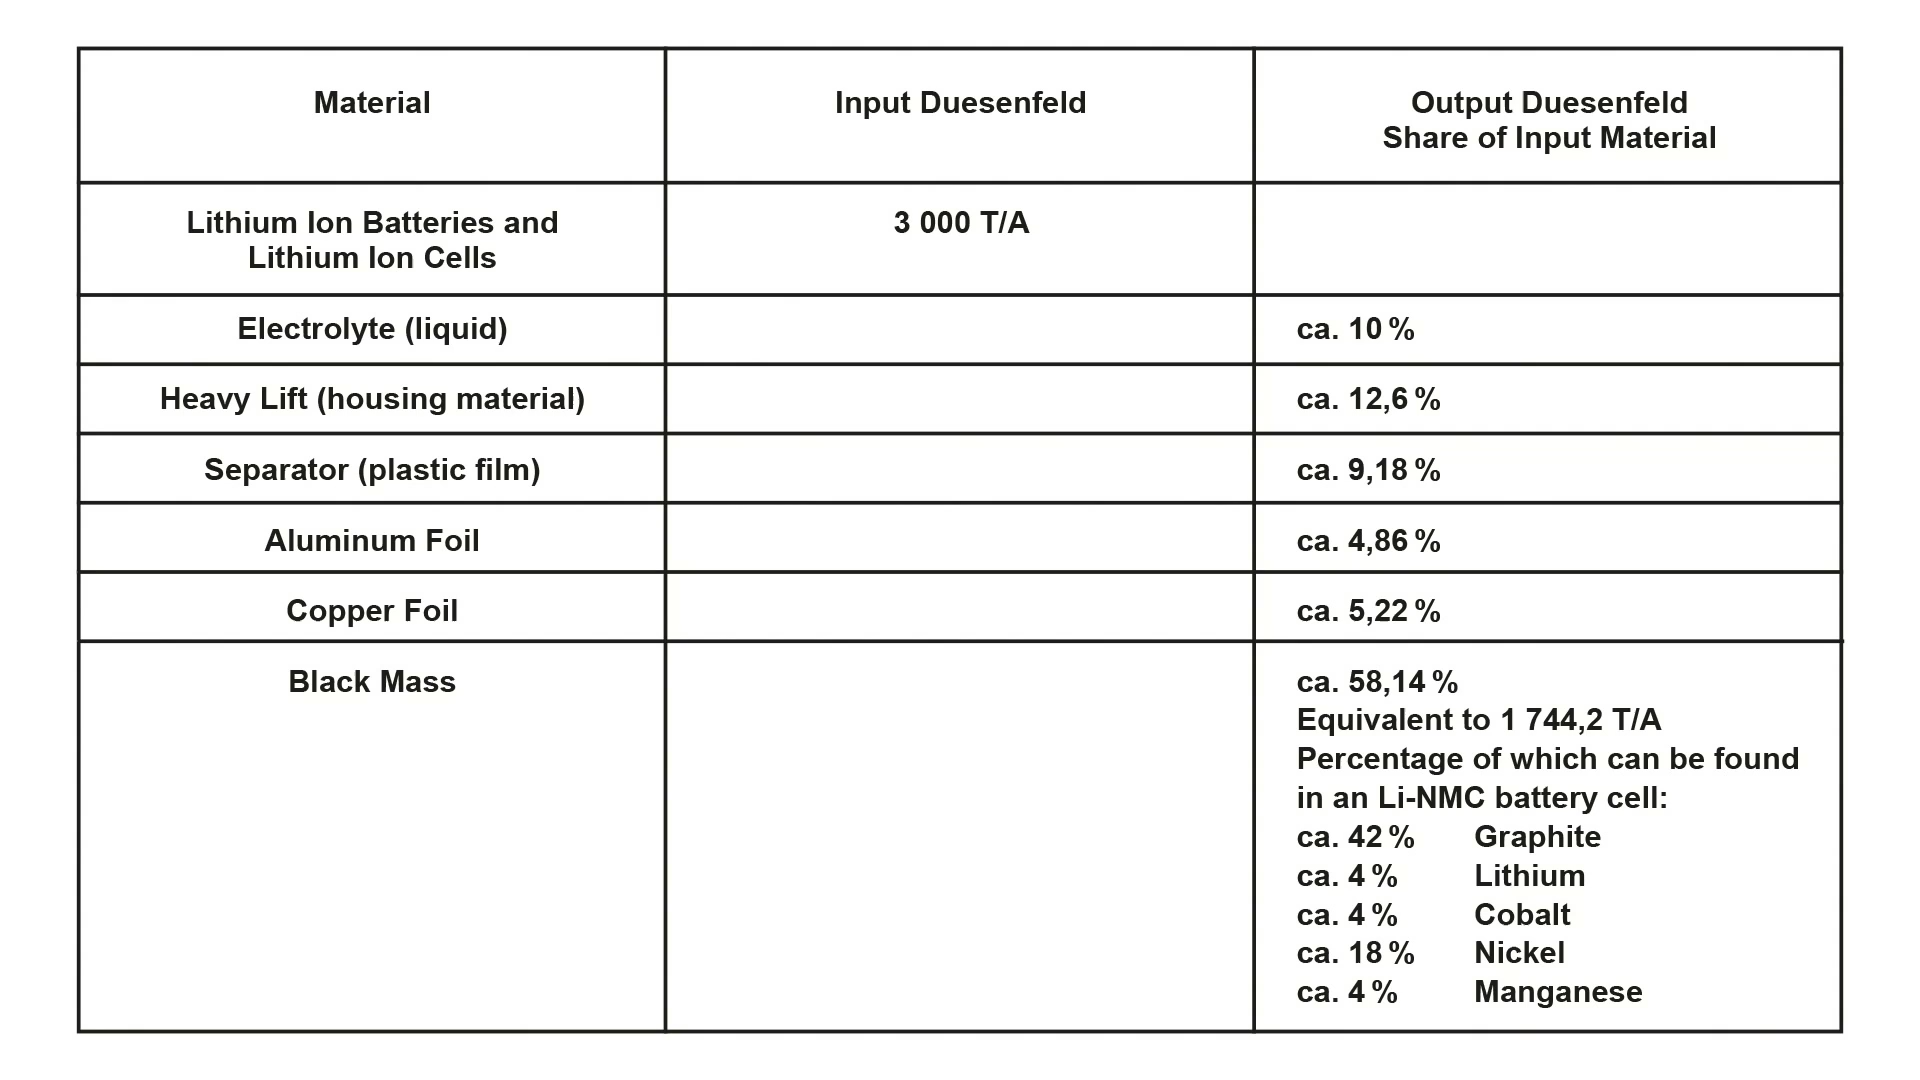 Material
Input Duesenfeld
Output Duesenfeld
Share of Input Material
Lithium Ion Batteries and
Lithium Ion Cells
3 000 T/A
Electrolyte (liquid)
ca. 10 %
Heavy Lift (housing material)
ca. 12,6 %
Separator (plastic film)
ca. 9,18 %
Aluminum Foil
ca. 4,86 %
Copper Foil
ca. 5,22 %
Black Mass
ca. 58,14 %
Equivalent to 1 744,2 T/A
Percentage of which can be found
in an Li-NMC battery cell:
ca. 42 % Graphite
ca. 4 % Lithium
ca. 4 % Cobalt
ca. 18 % Nickel
ca. 4 % Manganese